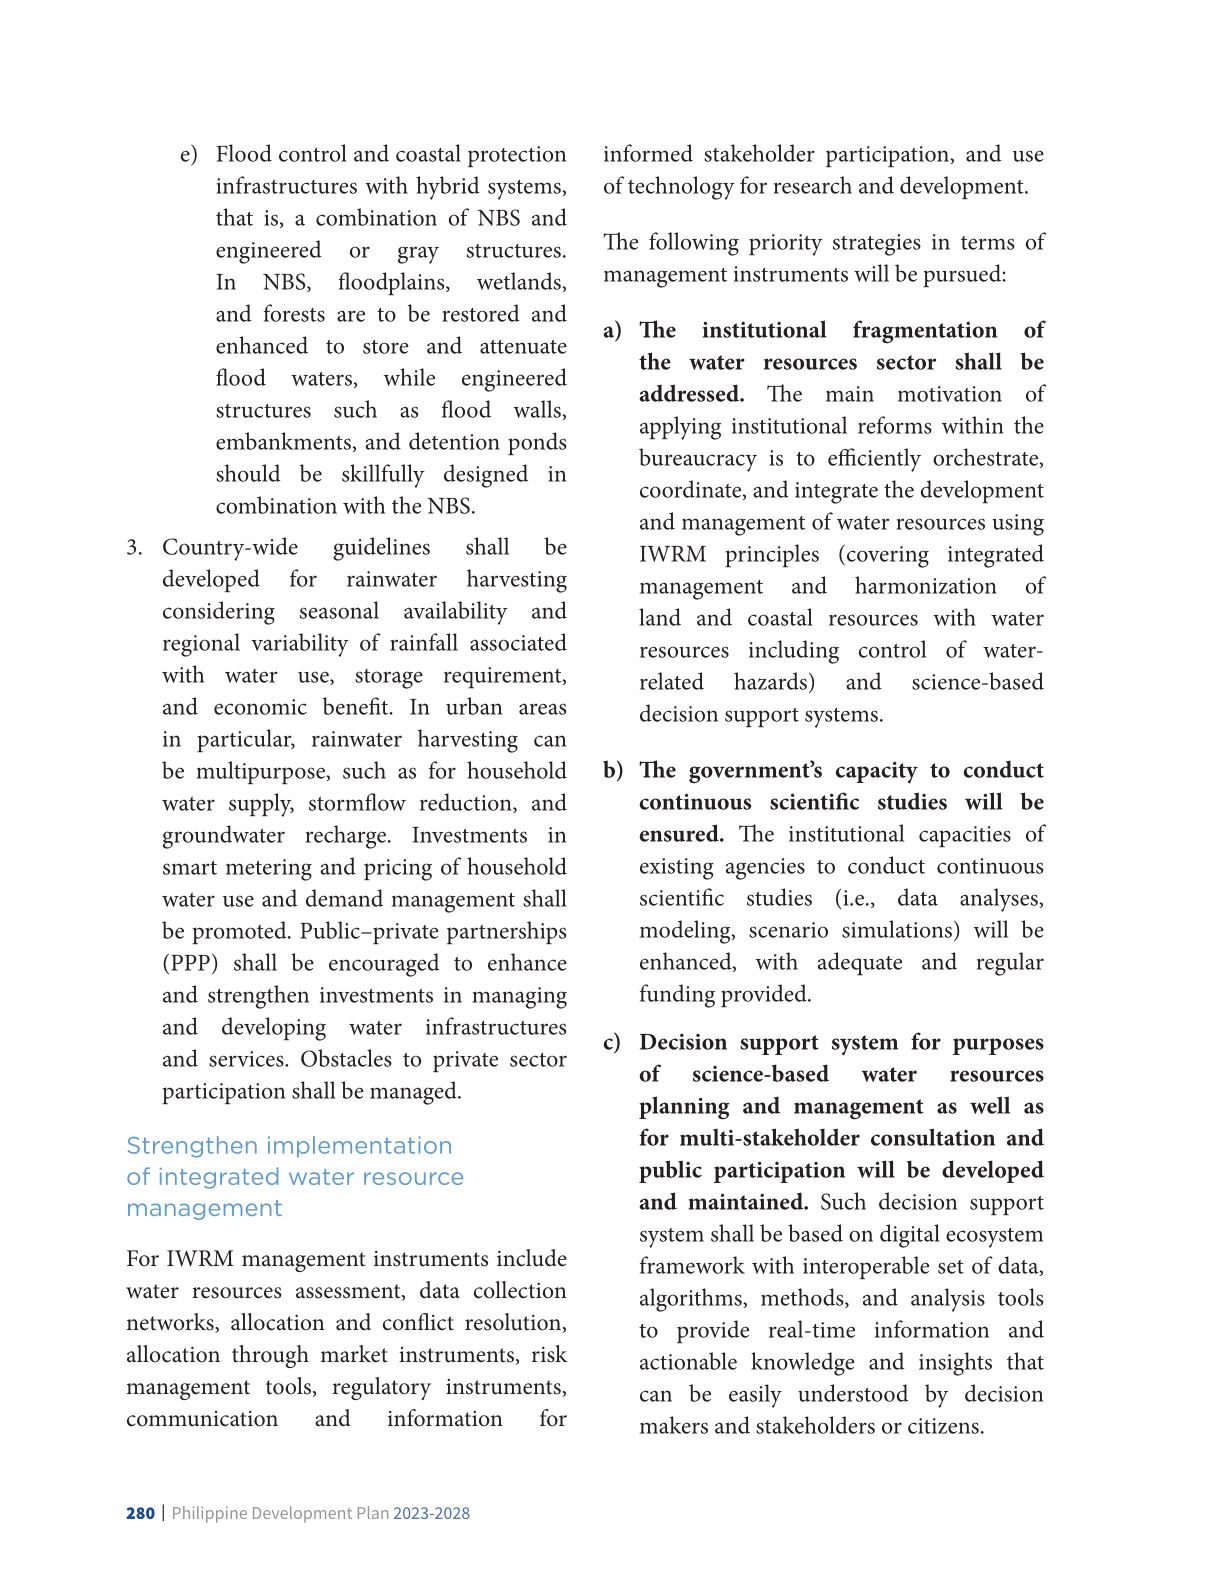 e) Flood control and coastal protection
infrastructures with hybrid systems,
that is, a combination of NBS and
engineered or gray structures.
In NBS, floodplains, wetlands,
and forests are to be restored and
enhanced to store and attenuate
flood waters, while engineered
structures such as flood walls,
embankments, and detention ponds
should be skillfully designed in
combination with the NBS.
3. Country-wide guidelines shall be
developed for rainwater harvesting
considering seasonal availability and
regional variability of rainfall associated
with water use, storage requirement,
and economic benefit. In urban areas
in particular, rainwater harvesting can
be multipurpose, such as for household
water supply, stormflow reduction, and
groundwater recharge. Investments in
smart metering and pricing of household
water use and demand management shall
be promoted. Public–private partnerships
(PPP) shall be encouraged to enhance
and strengthen investments in managing
and developing water infrastructures
and services. Obstacles to private sector
participation shall be managed.
Strengthen implementation
of integrated water resource
management
For IWRM management instruments include
water resources assessment, data collection
networks, allocation and conflict resolution,
allocation through market instruments, risk
management tools, regulatory instruments,
communication and information for
informed stakeholder participation, and use
of technology for research and development.
The following priority strategies in terms of
management instruments will be pursued:
a) The institutional fragmentation of
the water resources sector shall be
addressed. The main motivation of
applying institutional reforms within the
bureaucracy is to efficiently orchestrate,
coordinate, and integrate the development
and management of water resources using
IWRM principles (covering integrated
management and harmonization of
land and coastal resources with water
resources including control of water-
related hazards) and science-based
decision support systems.
b) The government’s capacity to conduct
continuous scientific studies will be
ensured. The institutional capacities of
existing agencies to conduct continuous
scientific studies (i.e., data analyses,
modeling, scenario simulations) will be
enhanced, with adequate and regular
funding provided.
c) Decision support system for purposes
of science-based water resources
planning and management as well as
for multi-stakeholder consultation and
public participation will be developed
and maintained. Such decision support
system shall be based on digital ecosystem
framework with interoperable set of data,
algorithms, methods, and analysis tools
to provide real-time information and
actionable knowledge and insights that
can be easily understood by decision
makers and stakeholders or citizens.
280 | Philippine Development Plan 2023-2028